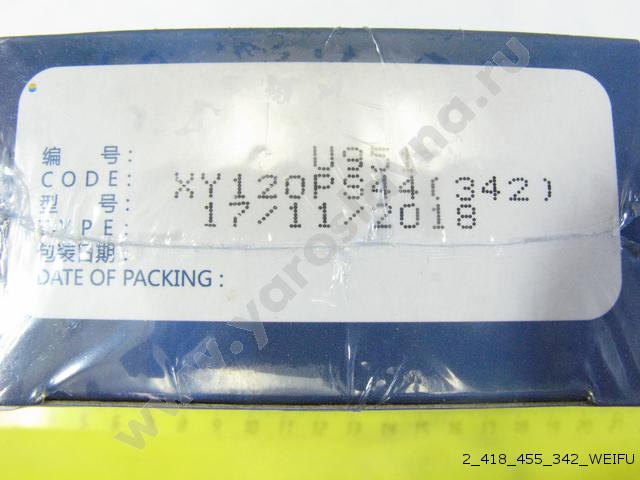 编 号: U951
CODE:
XY120PS44(342)
型 号:
17/11/2018
TYPE:
包装日期:
DATE OF PACKING:
www.yaroslavna.ru
2_418_455_342_WEIFU